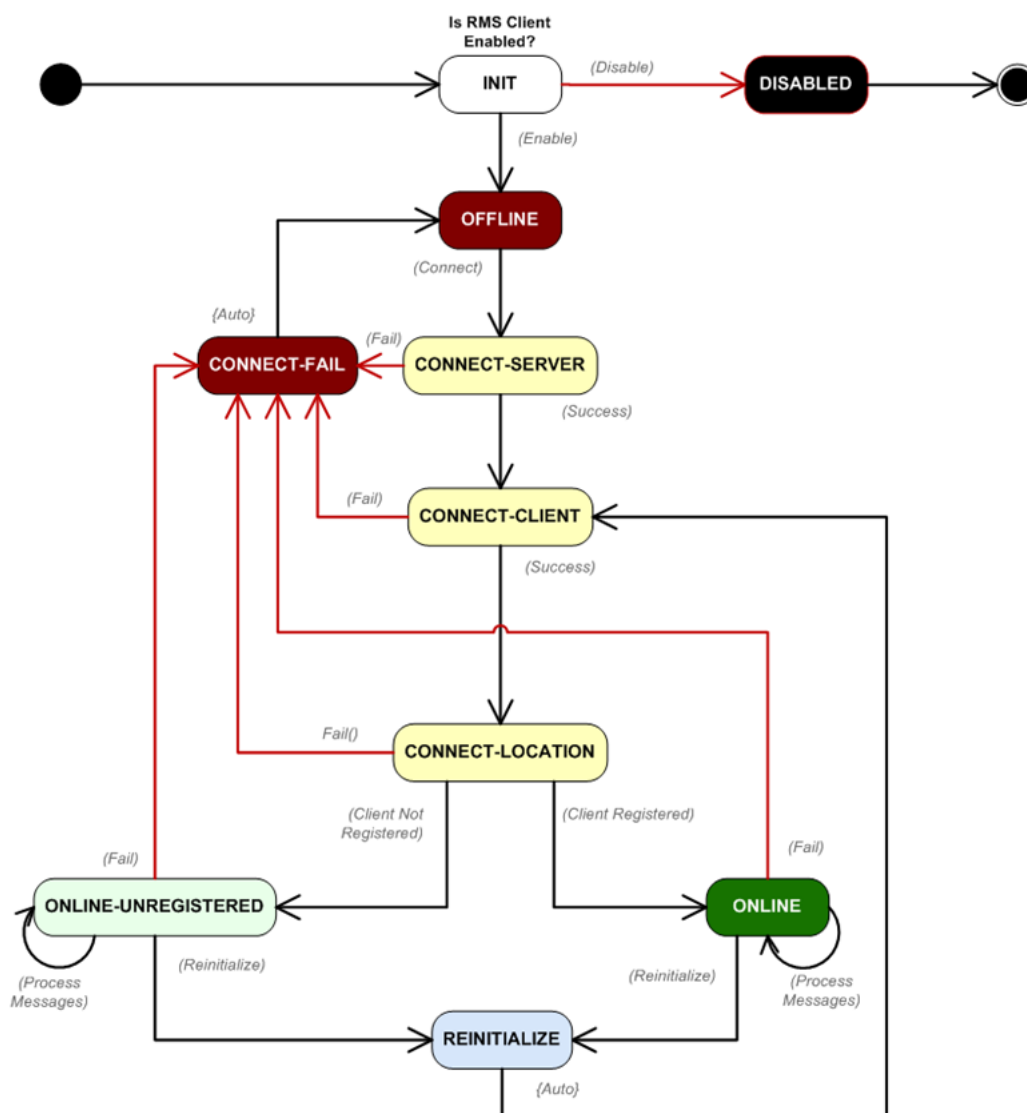 Is RMS Client
Enabled?
INIT
(Disable)
DISABLED
(Enable)
OFFLINE
(Connect)
{Auto}
(Fail)
CONNECT-FAIL
CONNECT-SERVER
(Success)
(Fail)
CONNECT-CLIENT
(Success)
Fail()
CONNECT-LOCATION
(Client Not
Registered)
(Client Registered)
(Fail)
(Fail)
ONLINE-UNREGISTERED
ONLINE
(Process
Messages)
(Reinitialize)
(Reinitialize)
(Process
Messages)
REINITIALIZE
{Auto}